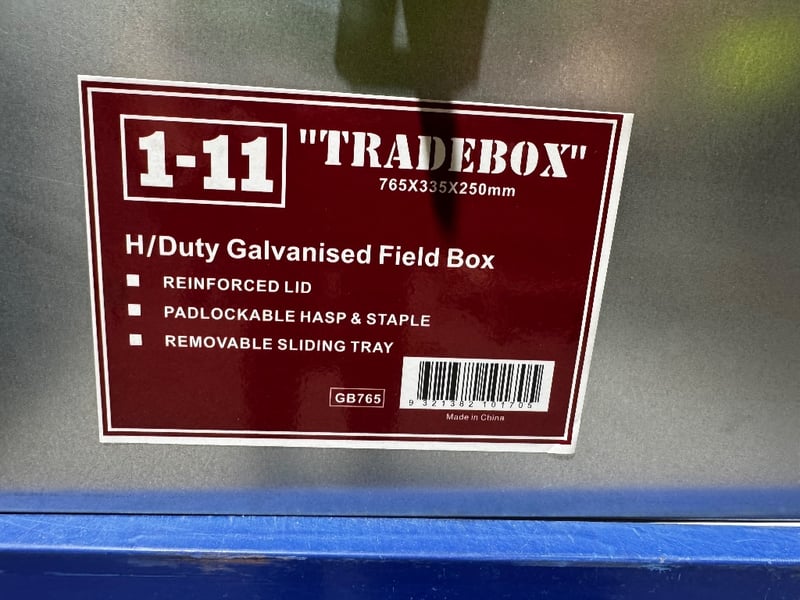 1-11 "TRADEBOX"
765X335X250mm
H/Duty Galvanised Field Box
REINFORCED LID
PADLOCKABLE HASP & STAPLE
REMOVABLE SLIDING TRAY
GB765
9 321382 101705
Made in China